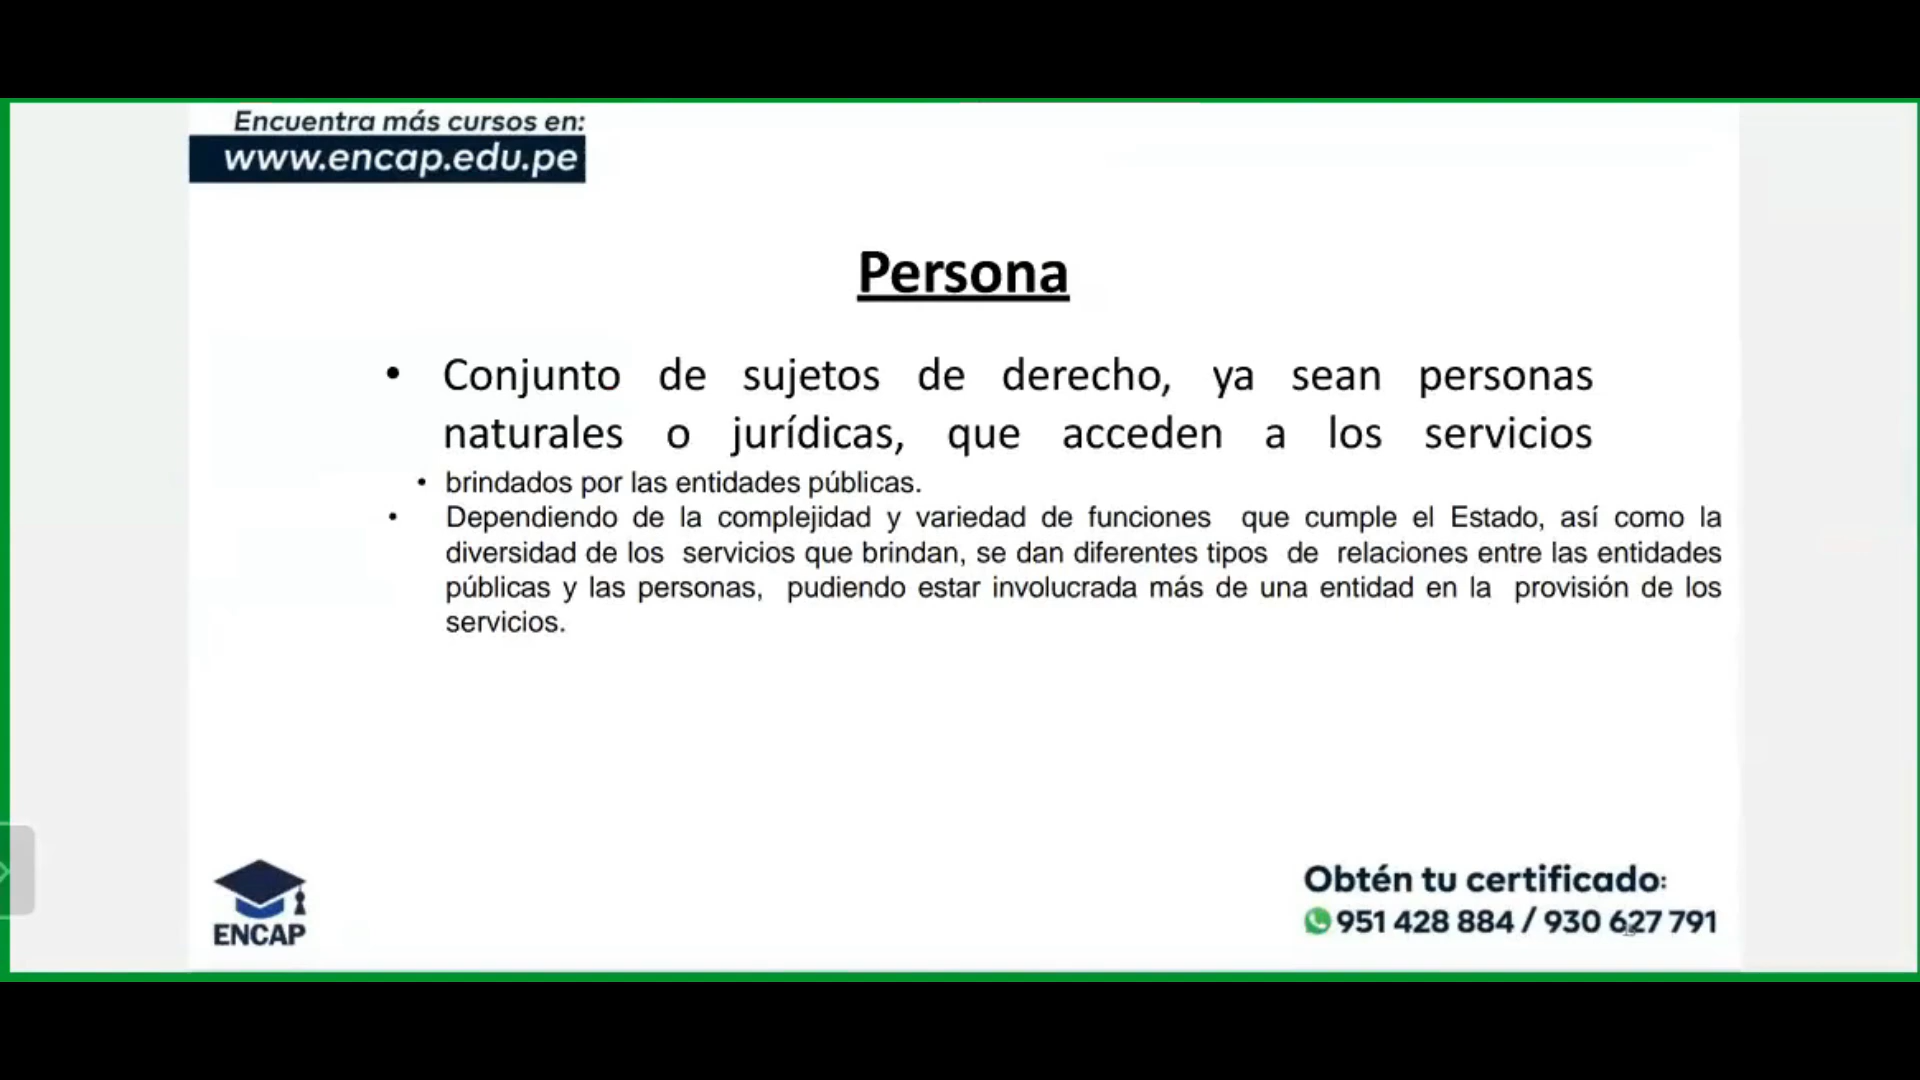 Encuentra más cursos en:
www.encap.edu.pe
Persona
• Conjunto de sujetos de derecho, ya sean personas
naturales o jurídicas, que acceden a los servicios
• brindados por las entidades públicas.
• Dependiendo de la complejidad y variedad de funciones que cumple el Estado, así como la
diversidad de los servicios que brindan, se dan diferentes tipos de relaciones entre las entidades
públicas y las personas, pudiendo estar involucrada más de una entidad en la provisión de los
servicios.
ENCAP
Obtén tu certificado:
951 428 884 / 930 627 791